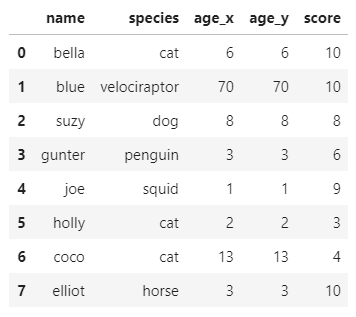 name species age_x age_y score
0 bella cat 6 6 10
1 blue velociraptor 70 70 10
2 suzy dog 8 8 8
3 gunter penguin 3 3 6
4 joe squid 1 1 9
5 holly cat 2 2 3
6 coco cat 13 13 4
7 elliot horse 3 3 10